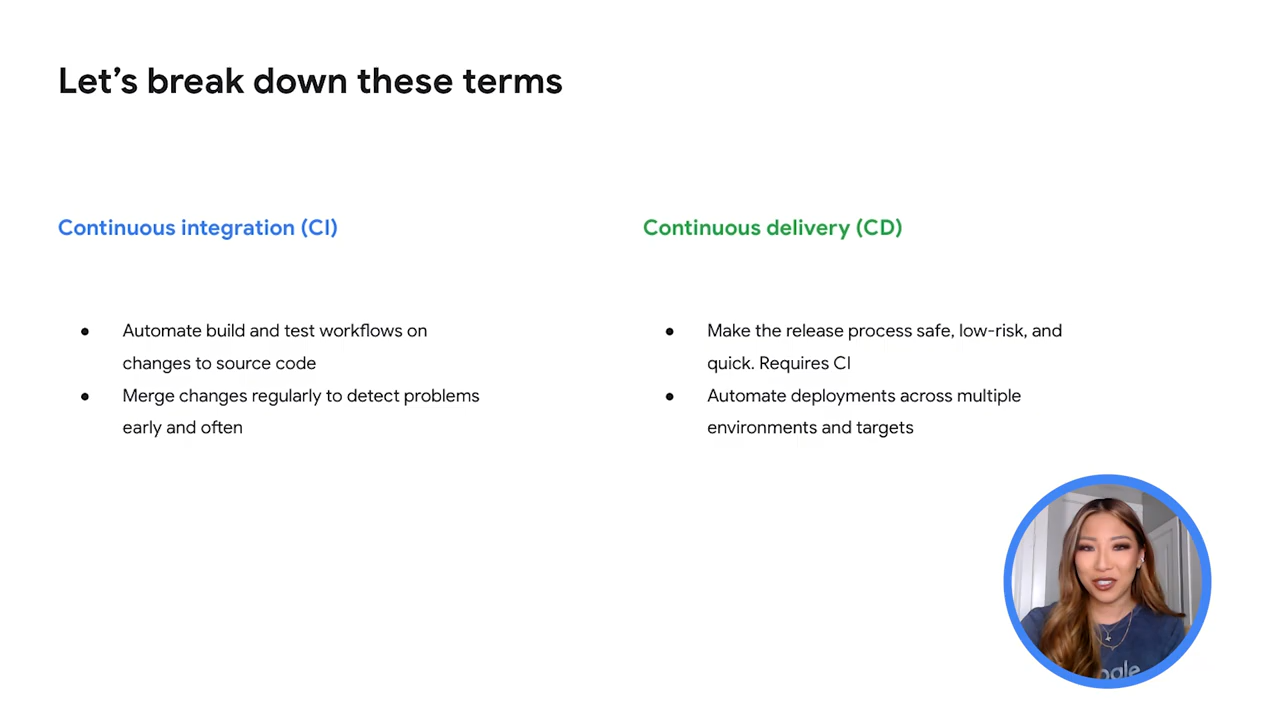 Let’s break down these terms
Continuous integration (CI)
● Automate build and test workflows on
changes to source code
● Merge changes regularly to detect problems
early and often
Continuous delivery (CD)
● Make the release process safe, low-risk, and
quick. Requires CI
● Automate deployments across multiple
environments and targets